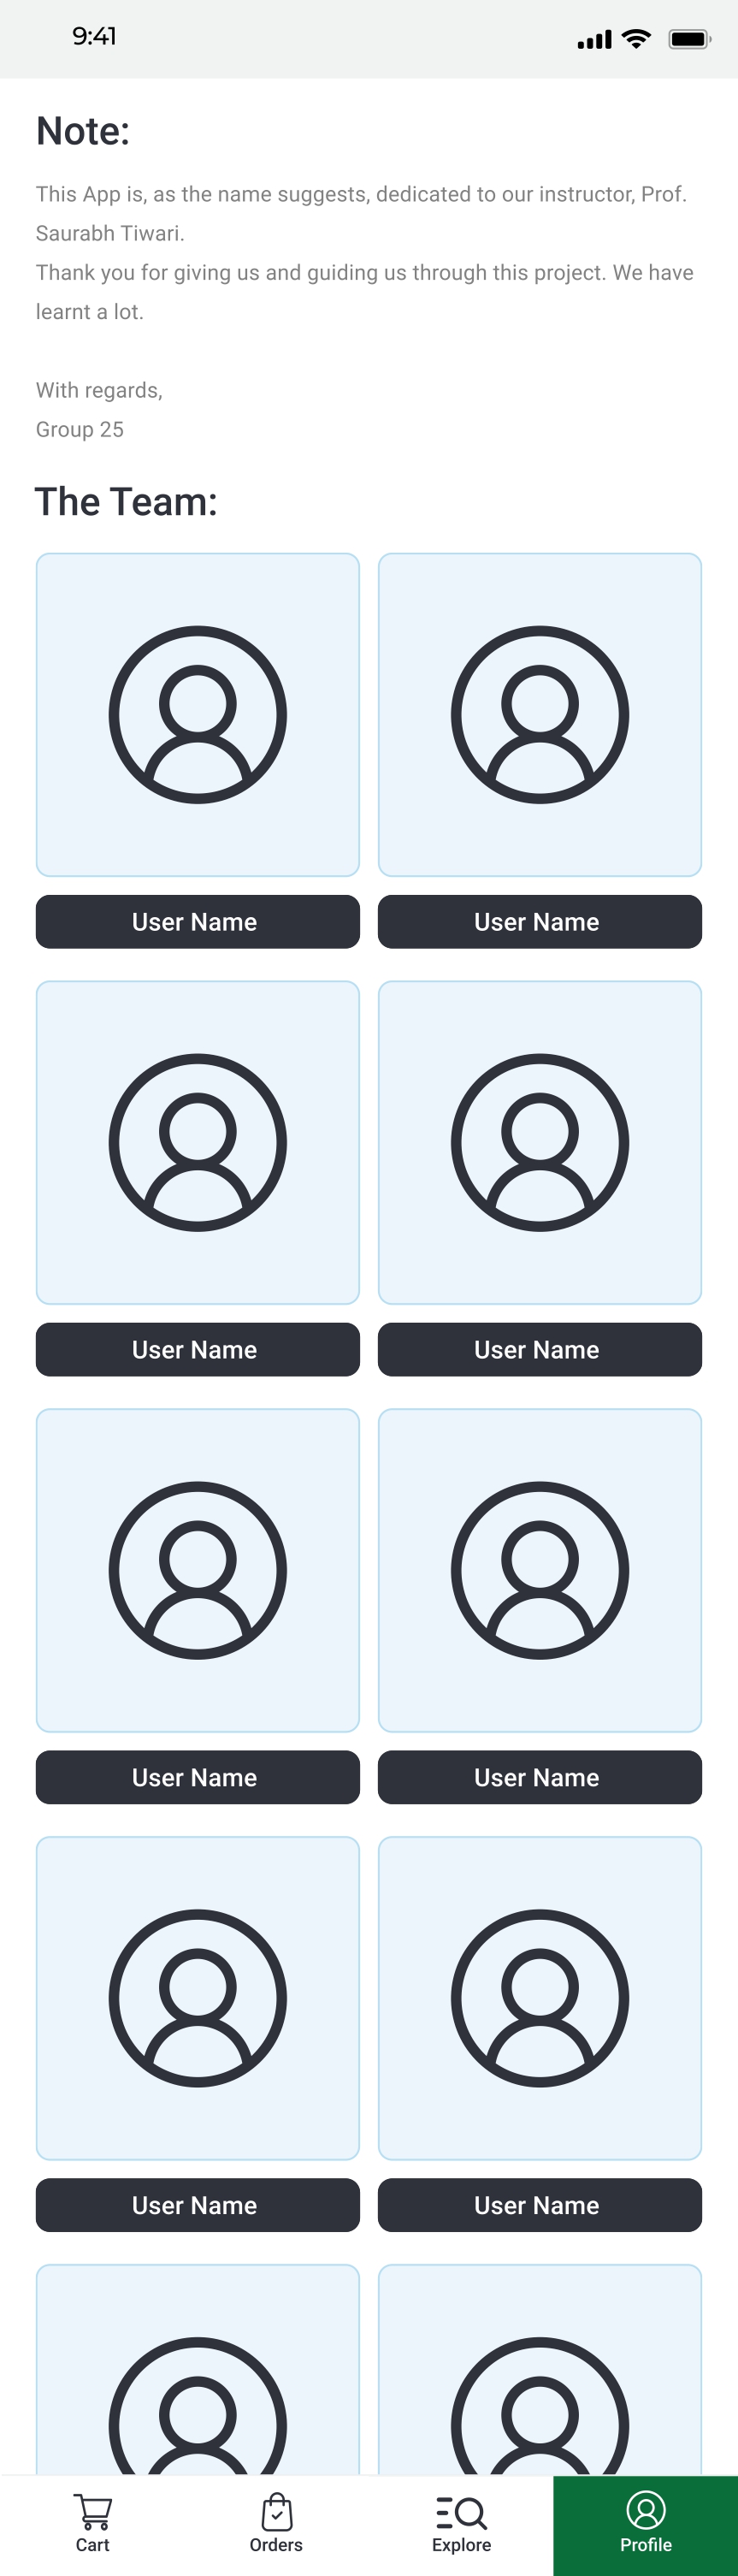 9:41
Note:
This App is, as the name suggests, dedicated to our instructor, Prof.
Saurabh Tiwari.
Thank you for giving us and guiding us through this project. We have
learnt a lot.
With regards,
Group 25
The Team:
User Name
User Name
User Name
User Name
User Name
User Name
User Name
User Name
Cart
Orders
Explore
Profile